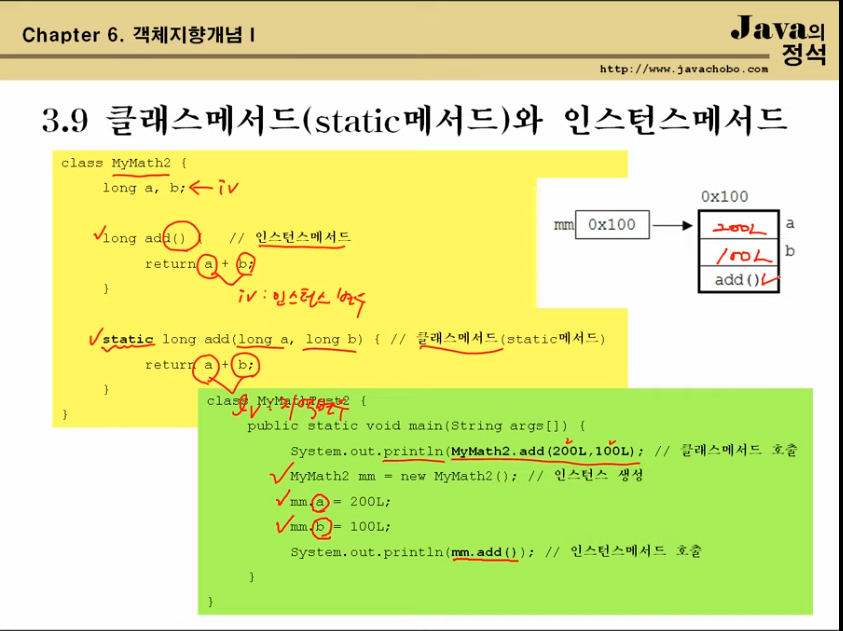 Chapter 6. 객체지향개념 I
Java의
정석
http://www.javachobo.com
3.9 클래스메서드(static메서드)와 인스턴스메서드
class MyMath2 {
long a, b; ← iv
long add() { // 인스턴스메서드
return a + b;
}
iv : 인스턴스 변수
static long add(long a, long b) { // 클래스메서드(static메서드)
return a + b;
}
}
lv : 지역변수
0x100
mm 0x100
200L a
100L b
add()
class MyMathTest2 {
public static void main(String args[]) {
System.out.println(MyMath2.add(200L,100L); // 클래스메서드 호출
MyMath2 mm = new MyMath2(); // 인스턴스 생성
mm.a = 200L;
mm.b = 100L;
System.out.println(mm.add()); // 인스턴스메서드 호출
}
}